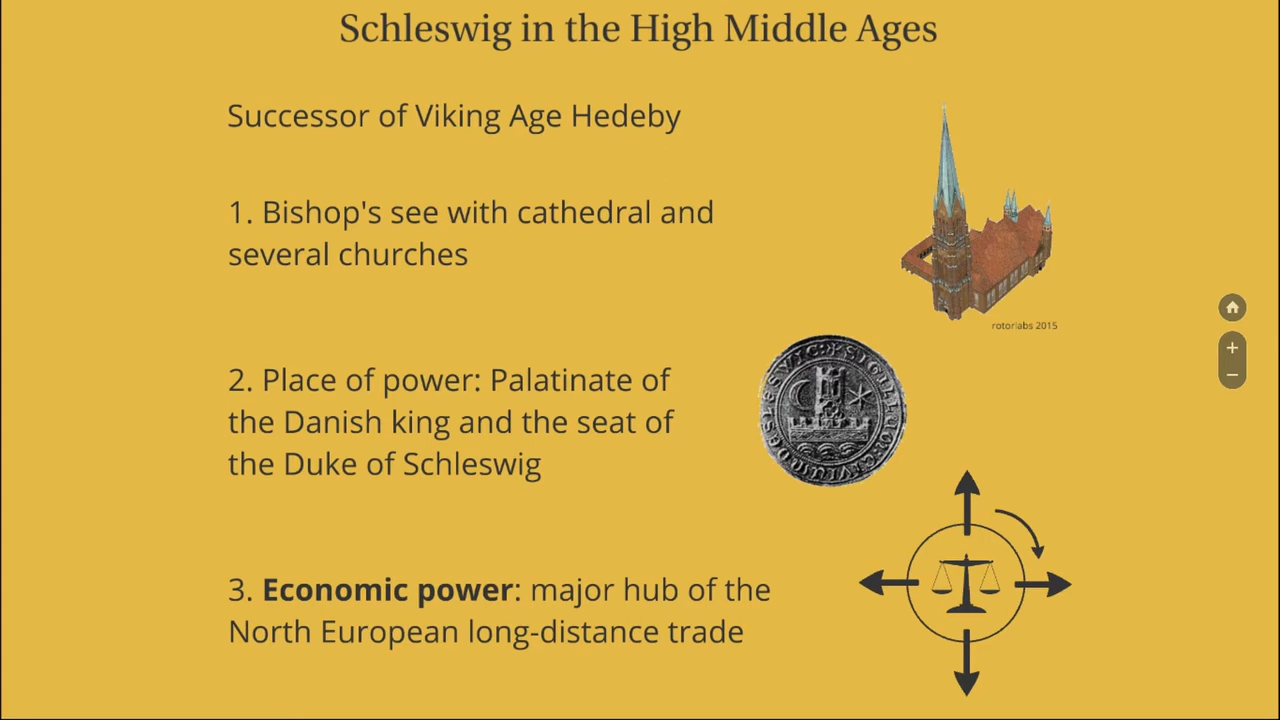 Schleswig in the High Middle Ages
Successor of Viking Age Hedeby
1. Bishop's see with cathedral and
several churches
rotorlabs 2015
2. Place of power: Palatinate of
the Danish king and the seat of
the Duke of Schleswig
3. Economic power: major hub of the
North European long-distance trade